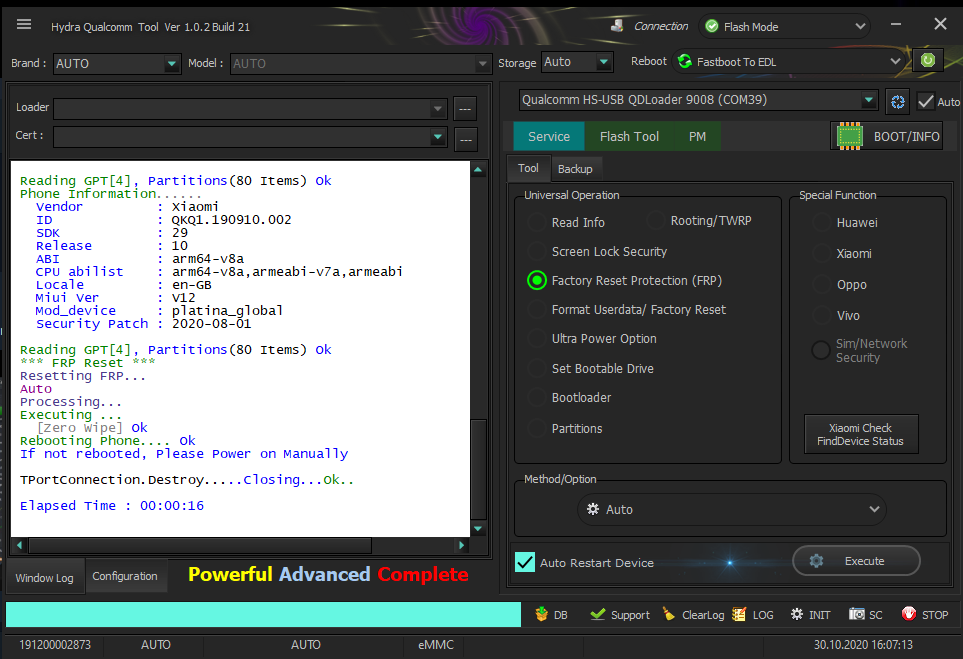 Hydra Qualcomm Tool Ver 1.0.2 Build 21
Connection
Flash Mode
Brand : AUTO
Model : AUTO
Storage Auto
Reboot Fastboot To EDL
Loader
---
Cert :
---
Qualcomm HS-USB QDLoader 9008 (COM39)
Auto
Service
Flash Tool
PM
BOOT/INFO
Tool
Backup
Reading GPT[4], Partitions(80 Items) Ok
Phone Information......
Vendor : Xiaomi
ID : QKQ1.190910.002
SDK : 29
Release : 10
ABI : arm64-v8a
CPU abilist : arm64-v8a,armeabi-v7a,armeabi
Locale : en-GB
Miui Ver : V12
Mod_device : platina_global
Security Patch : 2020-08-01
Reading GPT[4], Partitions(80 Items) Ok
*** FRP Reset ***
Resetting FRP...
Auto
Processing...
Executing ...
[Zero Wipe] Ok
Rebooting Phone.... Ok
If not rebooted, Please Power on Manually
TPortConnection.Destroy.....Closing...Ok..
Elapsed Time : 00:00:16
Universal Operation
Read Info
Rooting/TWRP
Screen Lock Security
Factory Reset Protection (FRP)
Format Userdata/ Factory Reset
Ultra Power Option
Set Bootable Drive
Bootloader
Partitions
Special Function
Huawei
Xiaomi
Oppo
Vivo
Sim/Network
Security
Xiaomi Check
FindDevice Status
Method/Option
Auto
Auto Restart Device
Execute
Window Log
Configuration
Powerful Advanced Complete
DB
Support
ClearLog
LOG
INIT
SC
STOP
191200002873
AUTO
AUTO
eMMC
30.10.2020 16:07:13